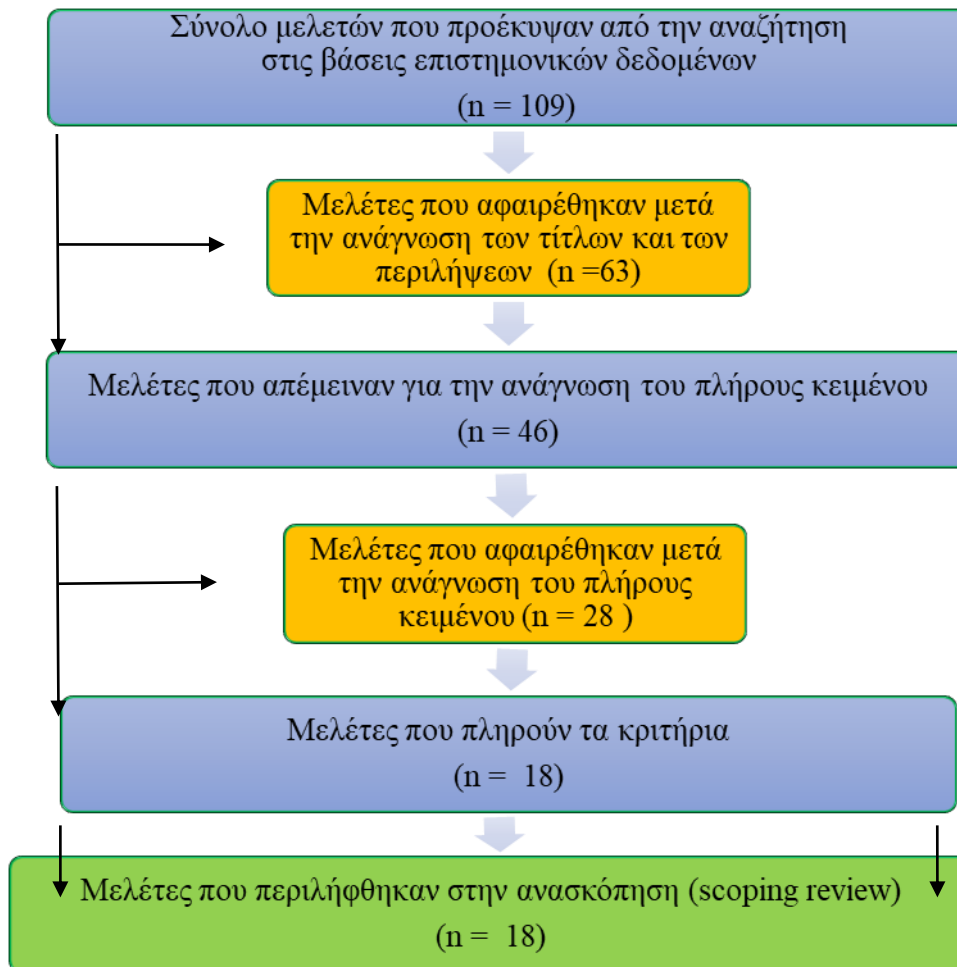 Σύνολο μελετών που προέκυψαν από την αναζήτηση
στις βάσεις επιστημονικών δεδομένων
(n = 109)
Μελέτες που αφαιρέθηκαν μετά
την ανάγνωση των τίτλων και των
περιλήψεων (n =63)
Μελέτες που απέμειναν για την ανάγνωση του πλήρους κειμένου
(n = 46)
Μελέτες που αφαιρέθηκαν μετά
την ανάγνωση του πλήρους
κειμένου (n = 28 )
Μελέτες που πληρούν τα κριτήρια
(n = 18)
Μελέτες που περιλήφθηκαν στην ανασκόπηση (scoping review)
(n = 18)